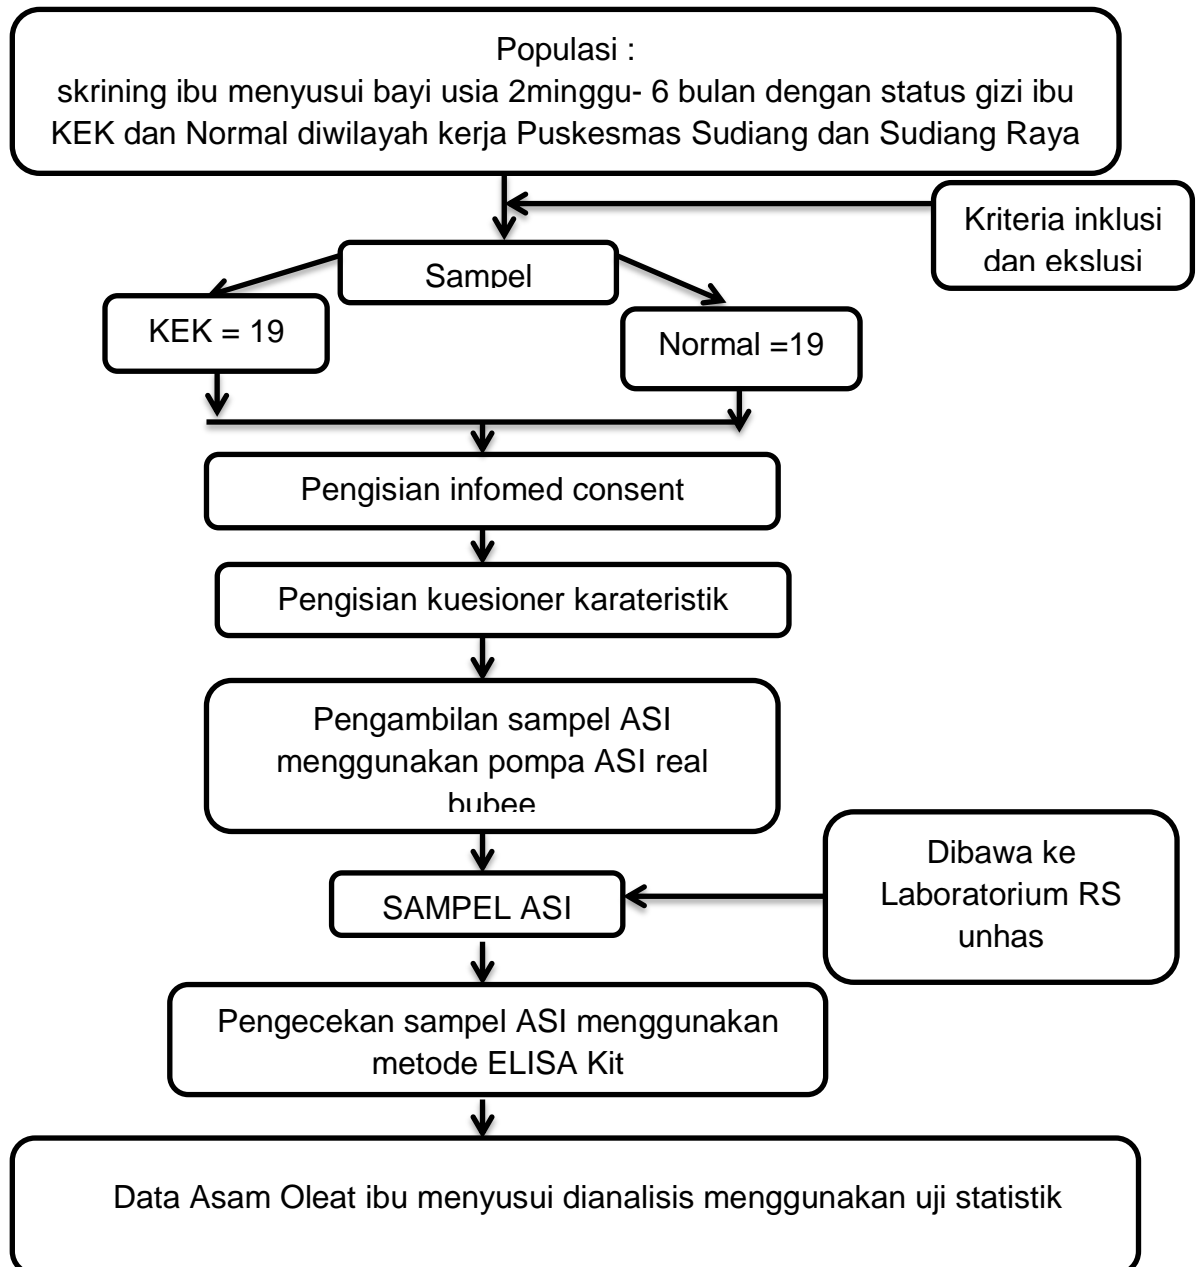 Populasi :
skrining ibu menyusui bayi usia 2minggu- 6 bulan dengan status gizi ibu
KEK dan Normal diwilayah kerja Puskesmas Sudiang dan Sudiang Raya
Kriteria inklusi
dan ekslusi
Sampel
KEK = 19
Normal =19
Pengisian infomed consent
Pengisian kuesioner karateristik
Pengambilan sampel ASI
menggunakan pompa ASI real
bubee
Dibawa ke
Laboratorium RS
unhas
SAMPEL ASI
Pengecekan sampel ASI menggunakan
metode ELISA Kit
Data Asam Oleat ibu menyusui dianalisis menggunakan uji statistik